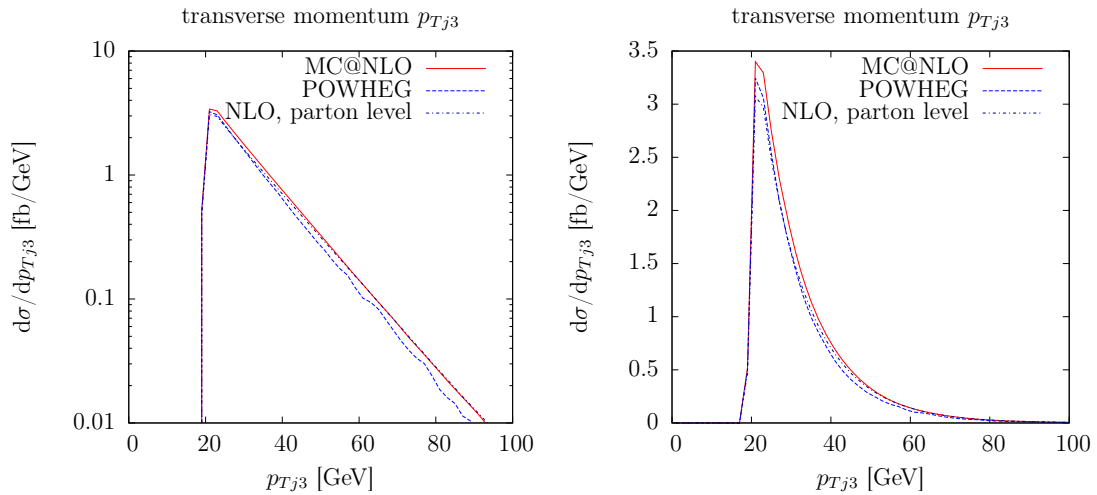 transverse momentum p_{Tj3}
10
1
0.1
0.01
0 20 40 60 80 100
dσ/dp_{Tj3} [fb/GeV]
p_{Tj3} [GeV]
MC@NLO
POWHEG
NLO, parton level
transverse momentum p_{Tj3}
3.5
3
2.5
2
1.5
1
0.5
0
0 20 40 60 80 100
dσ/dp_{Tj3} [fb/GeV]
p_{Tj3} [GeV]
MC@NLO
POWHEG
NLO, parton level